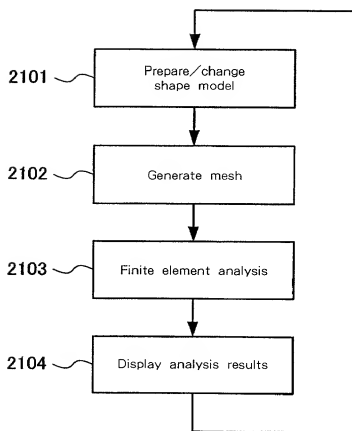 2101
Prepare/change
shape model
2102
Generate mesh
2103
Finite element analysis
2104
Display analysis results